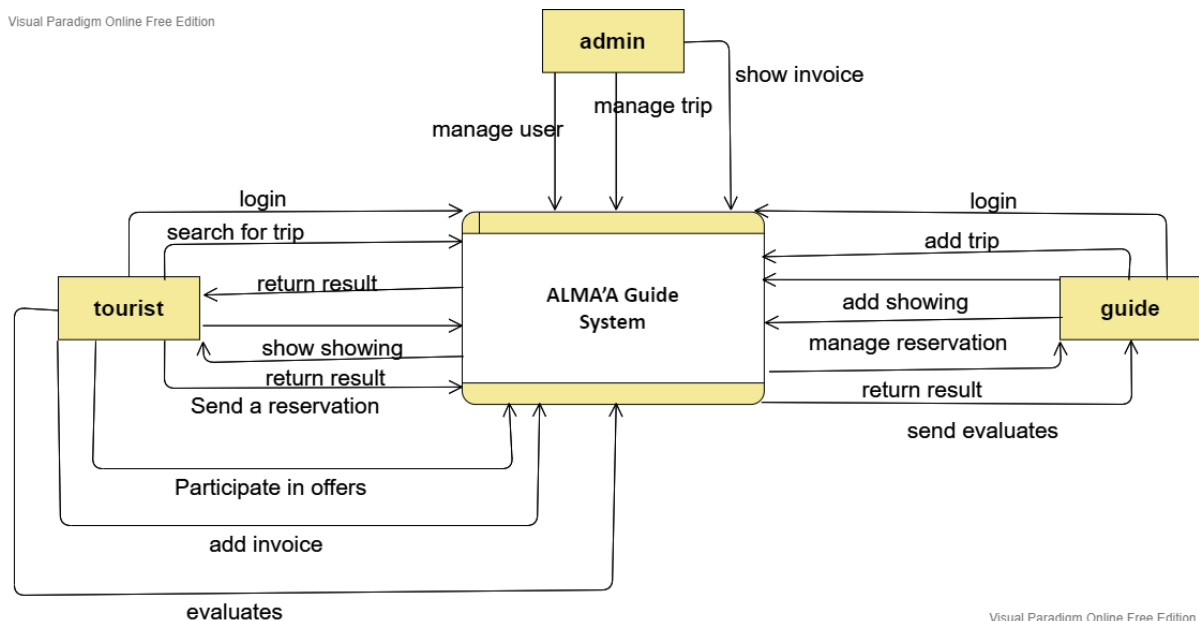 Visual Paradigm Online Free Edition
admin
show invoice
manage trip
manage user
login
login
search for trip
add trip
return result
ALMA'A Guide
System
add showing
tourist
guide
show showing
manage reservation
return result
return result
Send a reservation
send evaluates
Participate in offers
add invoice
evaluates
Visual Paradigm Online Free Edition